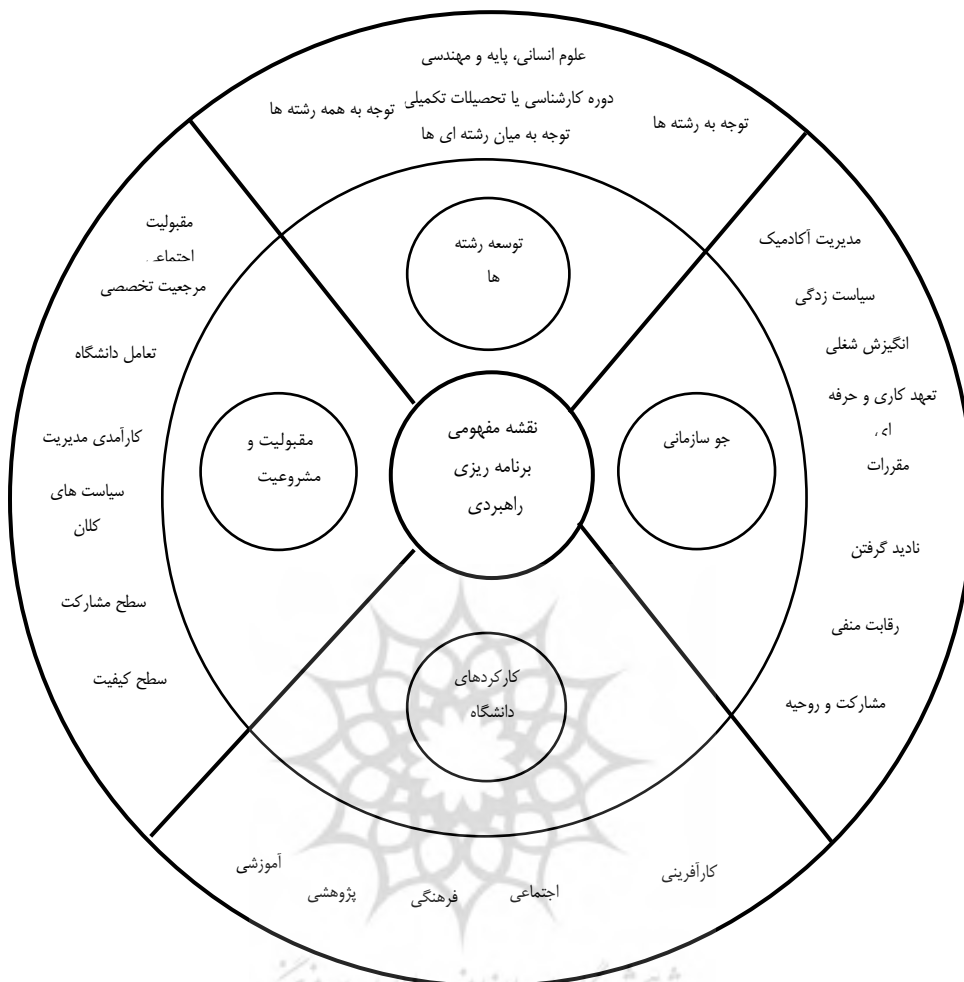 علوم انسانی، پایه و مهندسی
دوره کارشناسی یا تحصیلات تکمیلی
توجه به همه رشته ها
توجه به میان رشته ای ها
توجه به رشته ها
توسعه رشته
ها
مقبولیت
اجتماعی
مرجعیت تخصصی
تعامل دانشگاه
کارآمدی مدیریت
سیاست های
کلان
سطح مشارکت
سطح کیفیت
مقبولیت و
مشروعیت
نقشه مفهومی
برنامه ریزی
راهبردی
جو سازمانی
مدیریت آکادمیک
سیاست زدگی
انگیزش شغلی
تعهد کاری و حرفه
ای
مقررات
نادید گرفتن
رقابت منفی
مشارکت و روحیه
کارکردهای
دانشگاه
کارآفرینی
اجتماعی
فرهنگی
پژوهشی
آموزشی